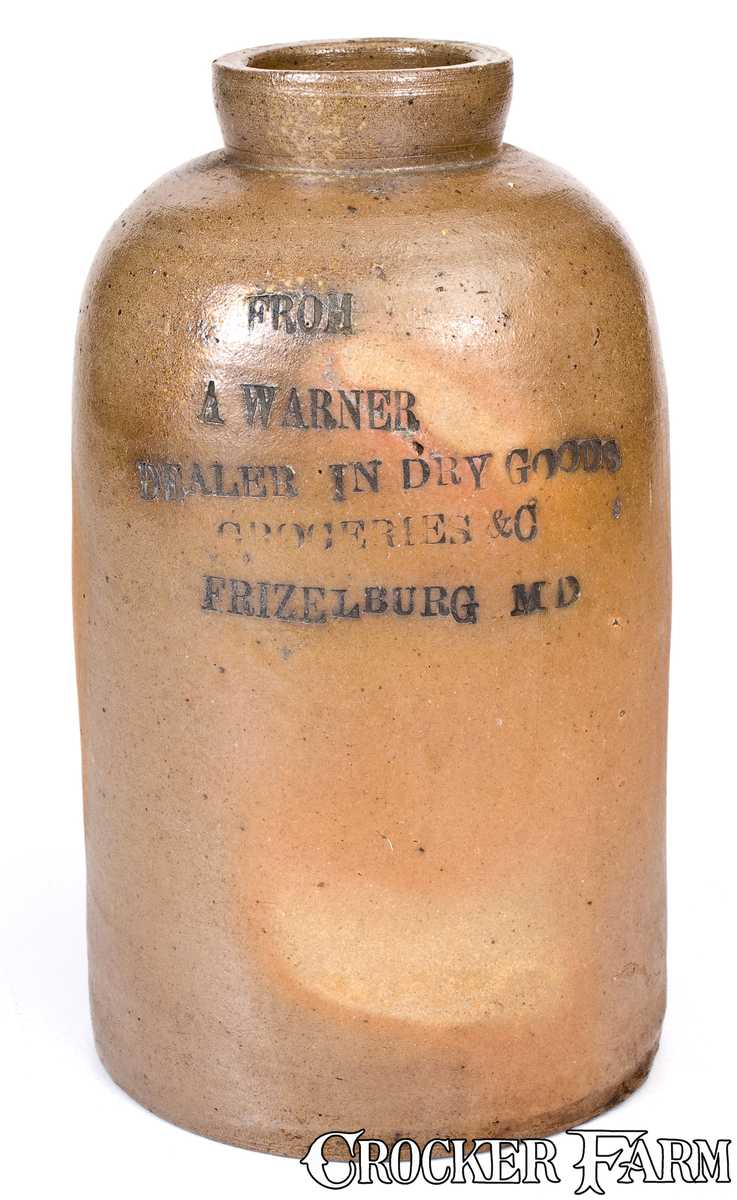 FROM
A WARNER
DEALER IN DRY GOODS
GROCERIES &C
FRIZELBURG MD
CROCKER FARM